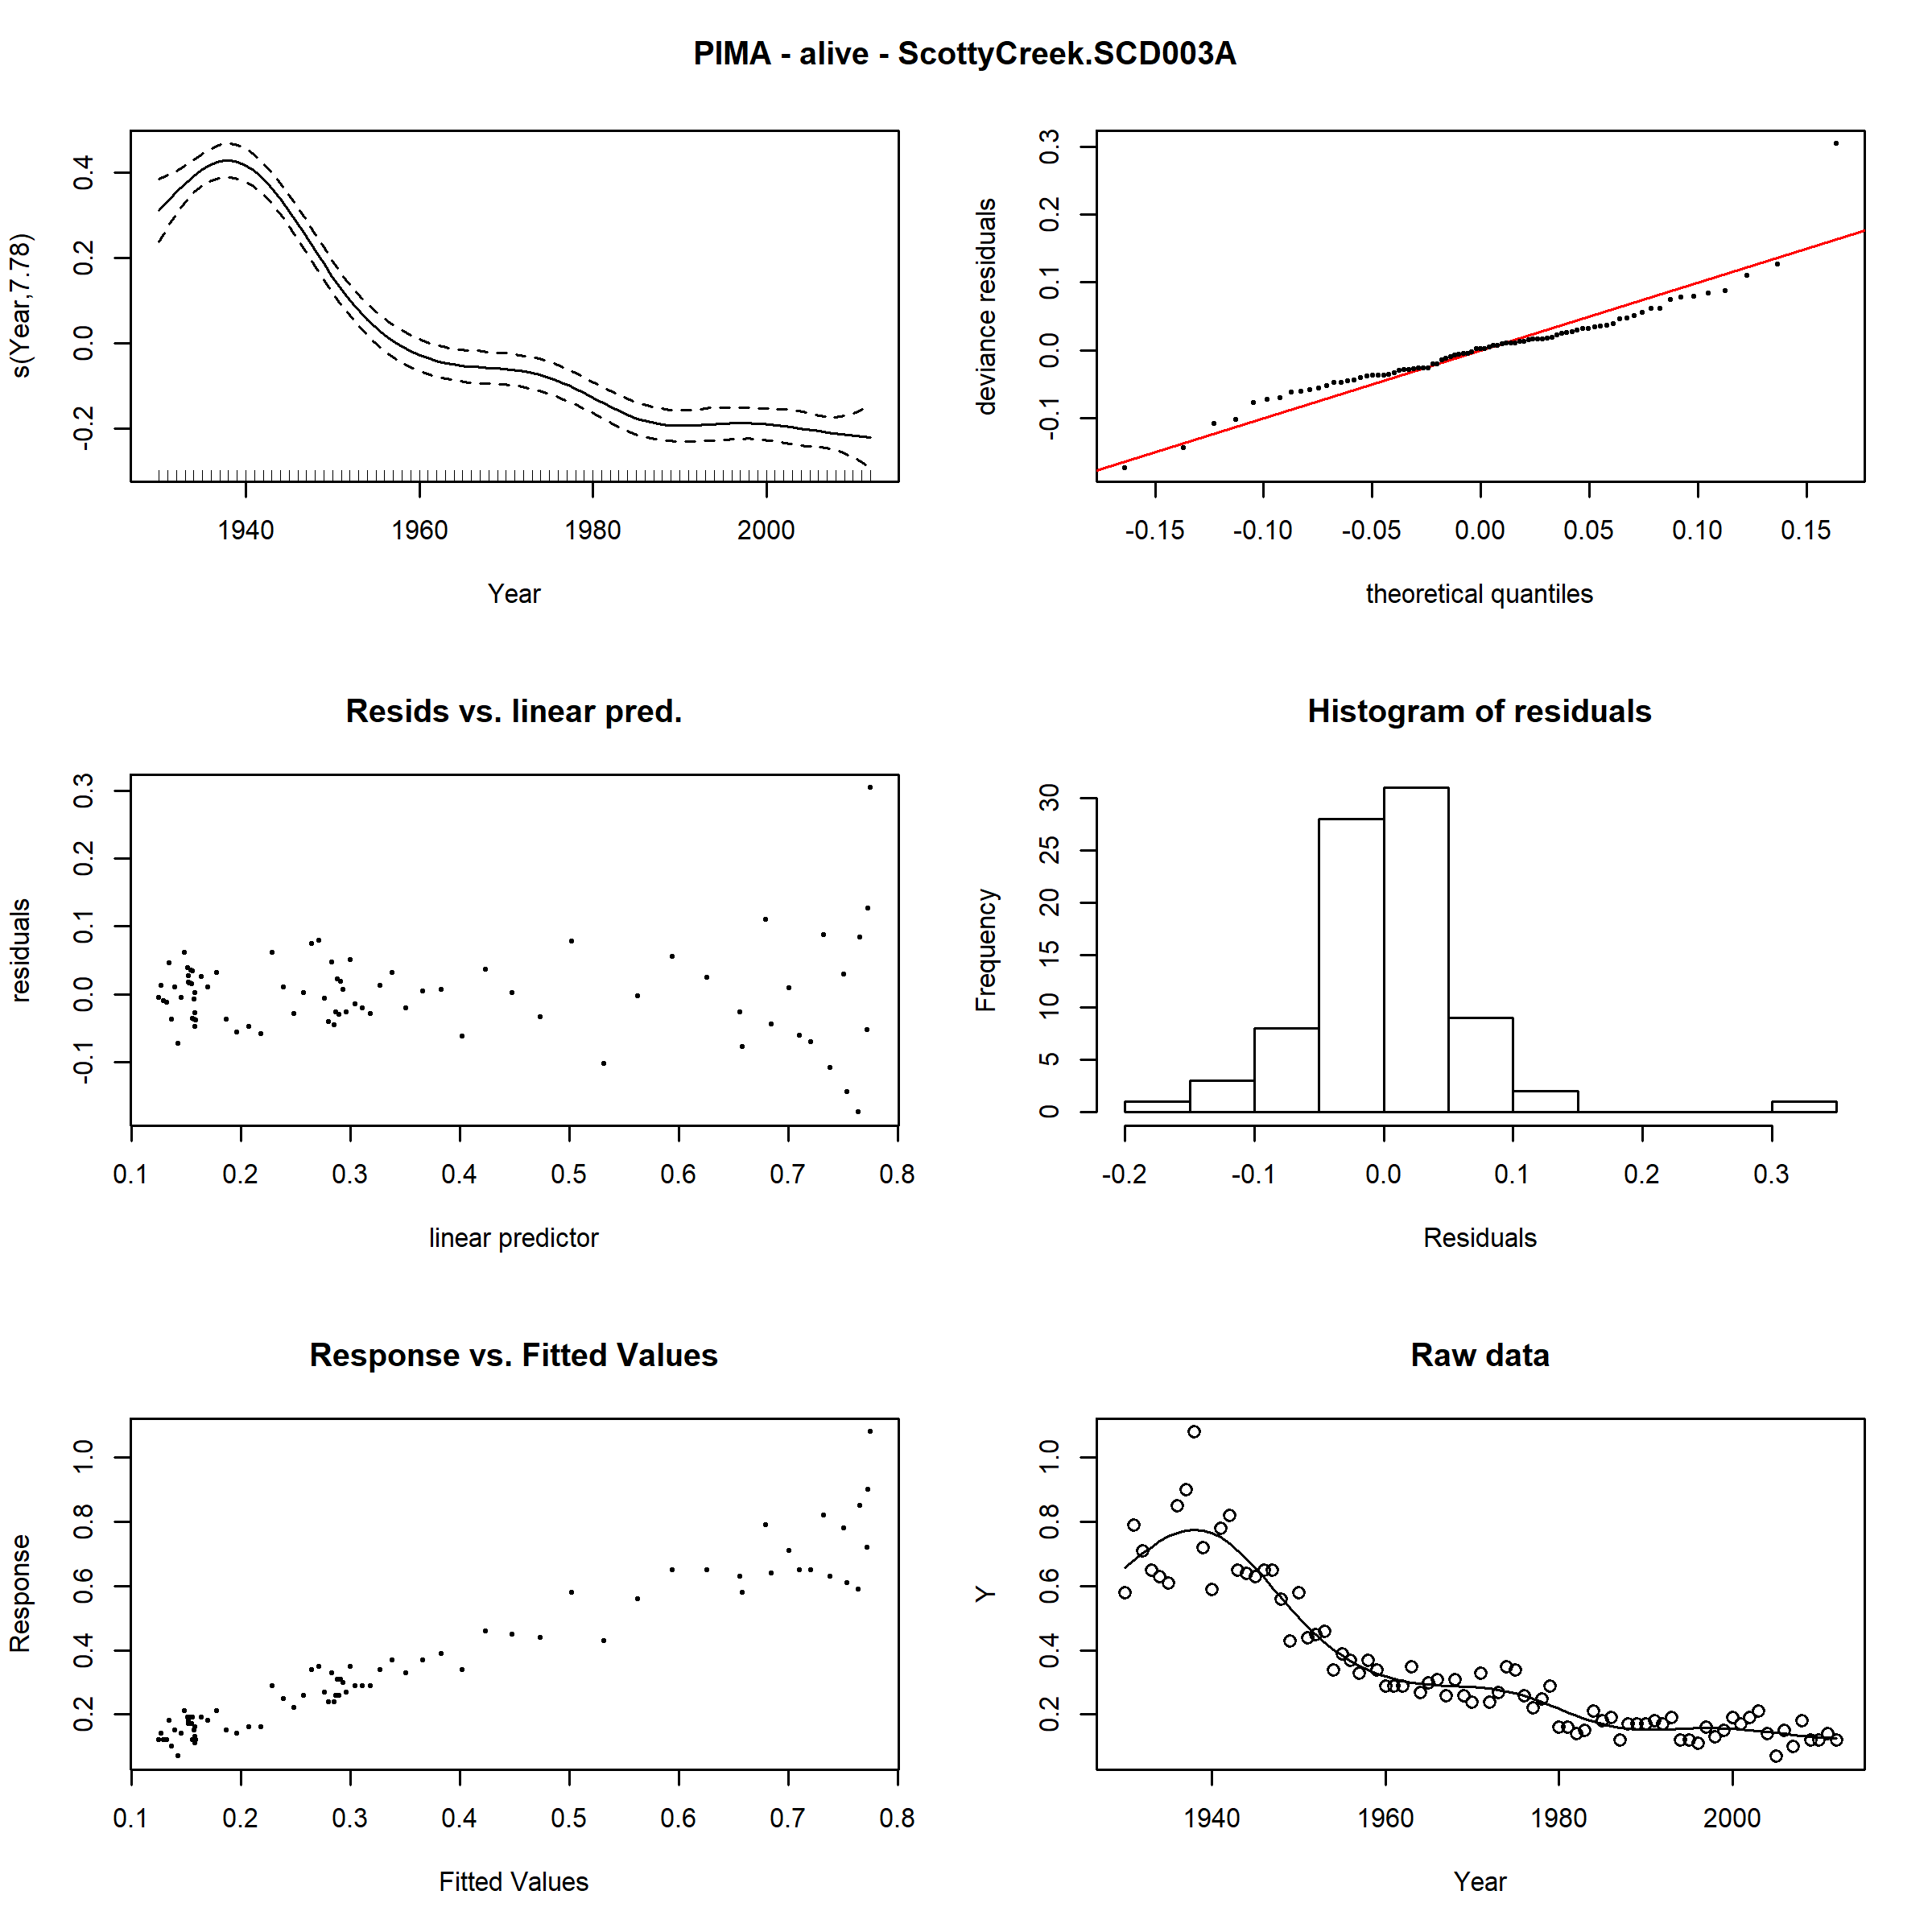 PIMA - alive - ScottyCreek.SCD003A
s(Year,7.78)
0.4
0.2
0.0
-0.2
1940 1960 1980 2000
Year
deviance residuals
0.3
0.2
0.1
0.0
-0.1
-0.15 -0.10 -0.05 0.00 0.05 0.10 0.15
theoretical quantiles
Resids vs. linear pred.
residuals
0.3
0.2
0.1
0.0
-0.1
0.1 0.2 0.3 0.4 0.5 0.6 0.7 0.8
linear predictor
Histogram of residuals
Frequency
30
25
20
15
10
5
0
-0.2 -0.1 0.0 0.1 0.2 0.3
Residuals
Response vs. Fitted Values
Response
1.0
0.8
0.6
0.4
0.2
0.1 0.2 0.3 0.4 0.5 0.6 0.7 0.8
Fitted Values
Raw data
Y
1.0
0.8
0.6
0.4
0.2
1940 1960 1980 2000
Year